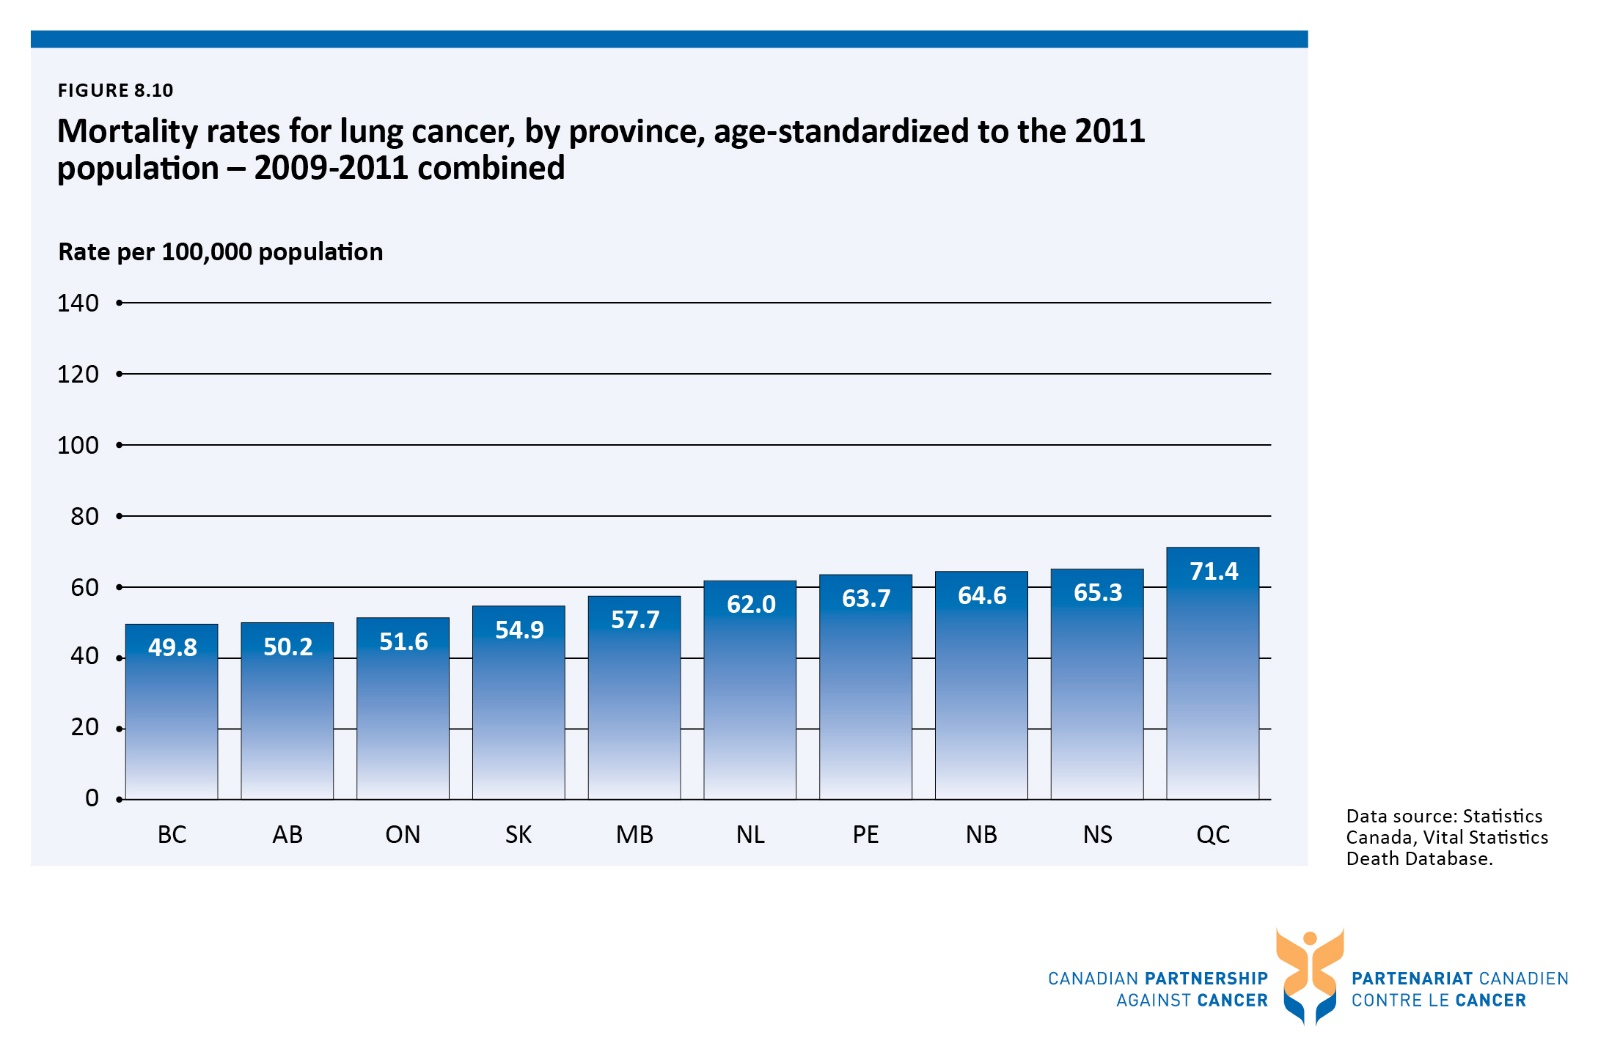 FIGURE 8.10
Mortality rates for lung cancer, by province, age-standardized to the 2011
population – 2009-2011 combined
Rate per 100,000 population
140
120
100
80
60
40
20
0
49.8
50.2
51.6
54.9
57.7
62.0
63.7
64.6
65.3
71.4
BC
AB
ON
SK
MB
NL
PE
NB
NS
QC
Data source: Statistics
Canada, Vital Statistics
Death Database.
CANADIAN PARTNERSHIP
AGAINST CANCER
PARTENARIAT CANADIEN
CONTRE LE CANCER